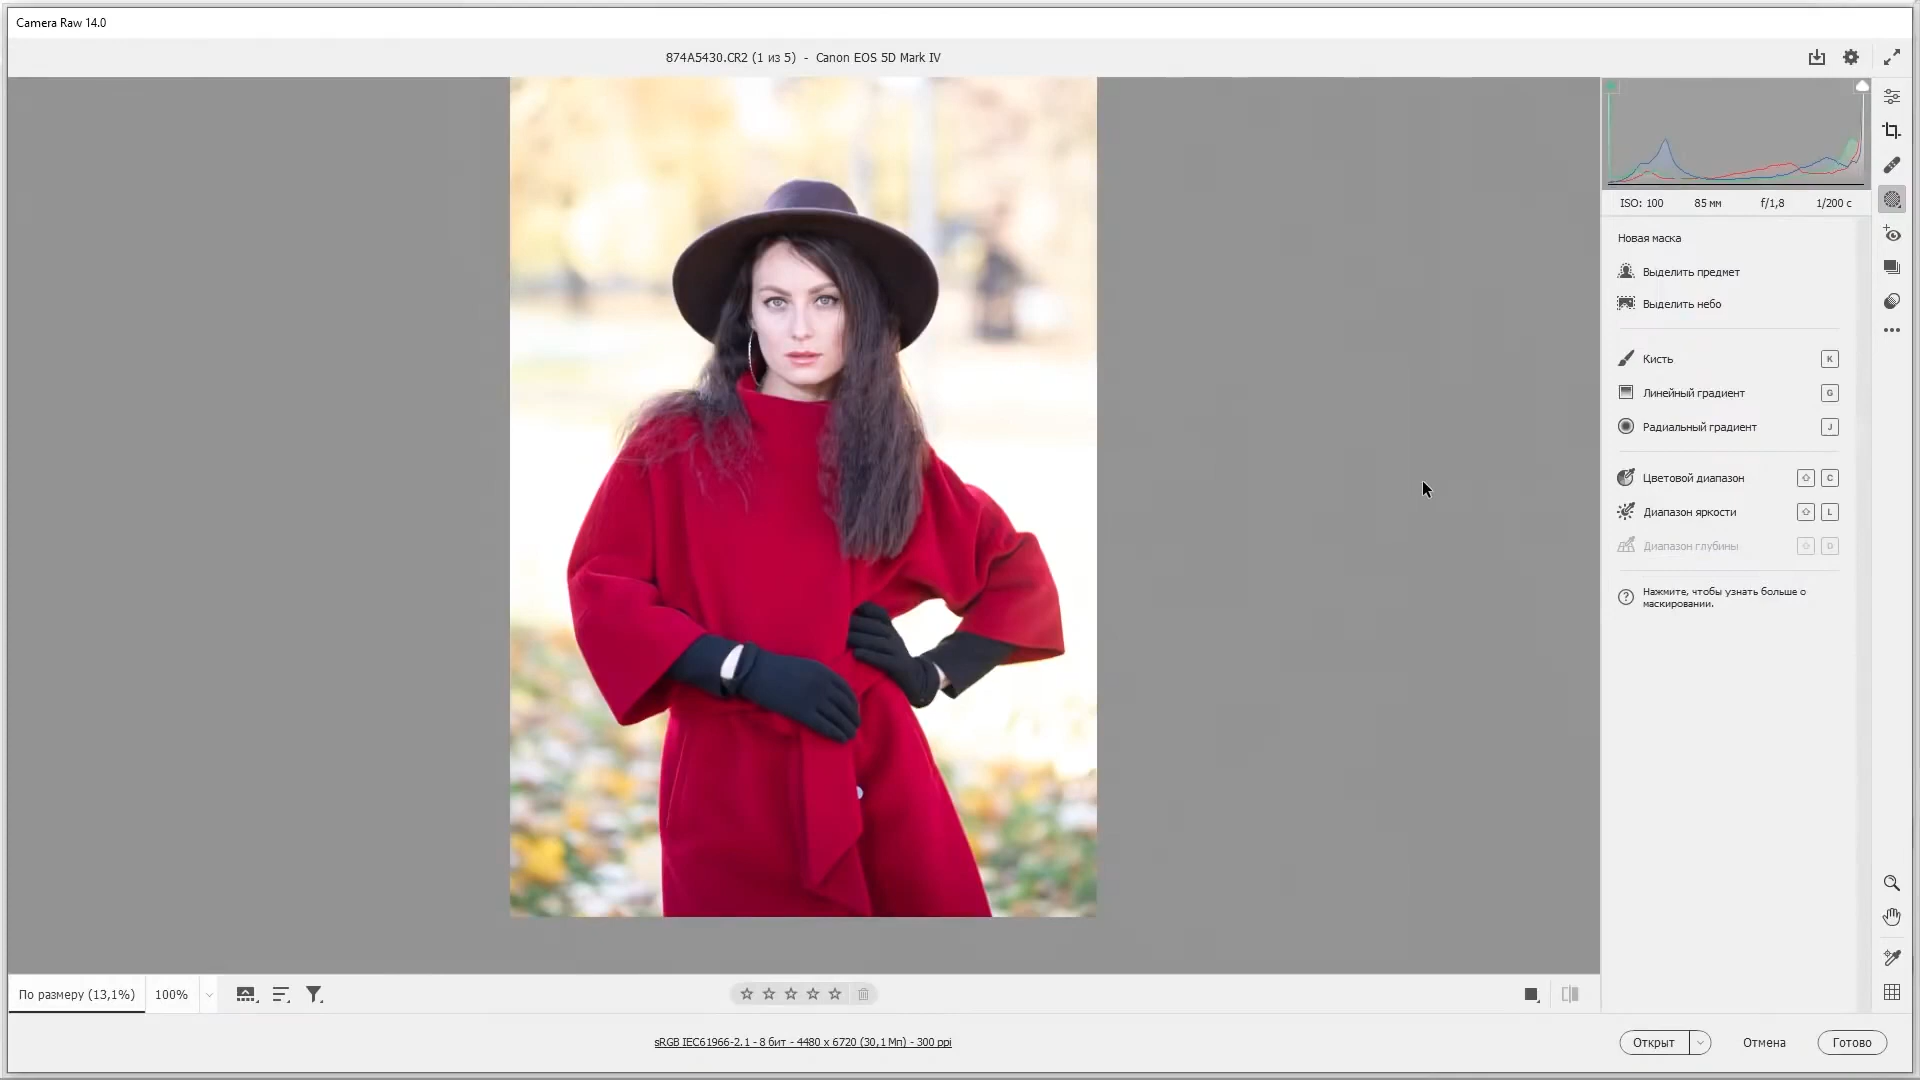 Camera Raw 14.0
874A5430.CR2 (1 из 5) - Canon EOS 5D Mark IV
ISO: 100 85 мм f/1,8 1/200 с
Новая маска
Выделить предмет
Выделить небо
Кисть K
Линейный градиент G
Радиальный градиент J
Цветовой диапазон C
Диапазон яркости L
Диапазон глубины D
Нажмите, чтобы узнать больше о
маскировании.
По размеру (13,1%) 100%
sRGB IEC61966-2.1 - 8 бит - 4480 x 6720 (30,1 Мп) - 300 ppi
Открыт Отмена Готово